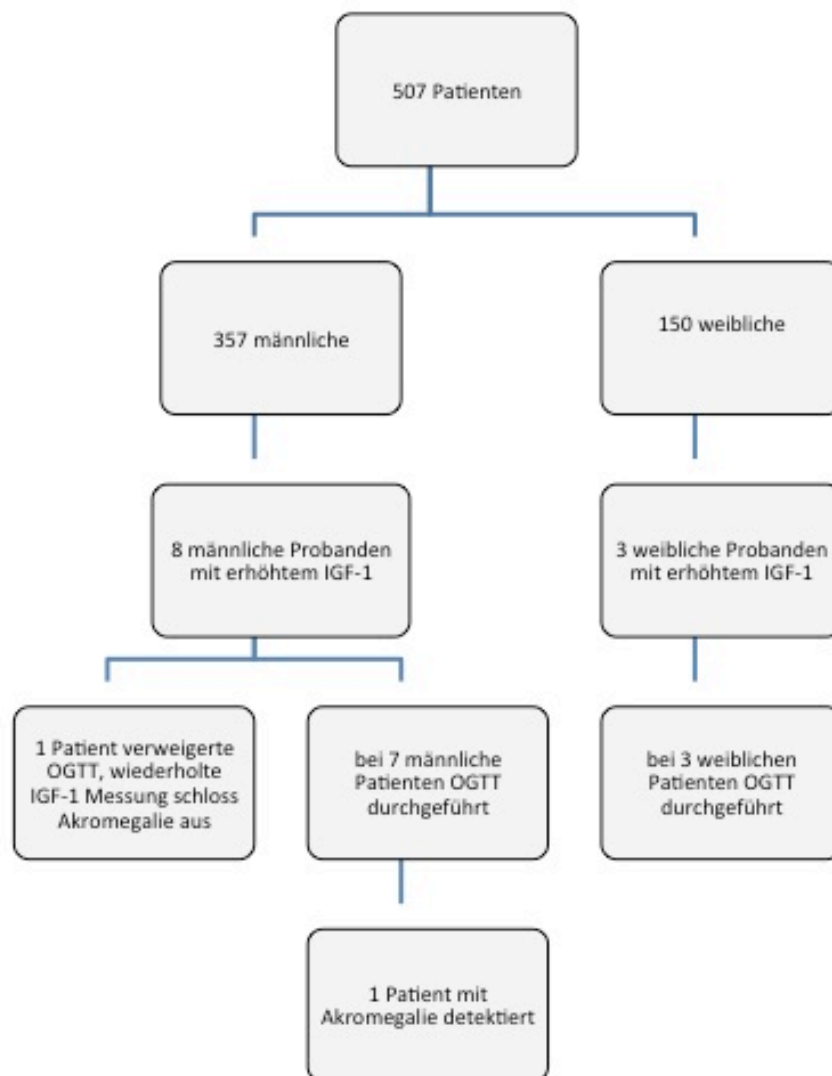 507 Patienten
357 männliche
150 weibliche
8 männliche Probanden
mit erhöhtem IGF-1
3 weibliche Probanden
mit erhöhtem IGF-1
1 Patient verweigerte
OGTT, wiederholte
IGF-1 Messung schloss
Akromegalie aus
bei 7 männliche
Patienten OGTT
durchgeführt
bei 3 weiblichen
Patienten OGTT
durchgeführt
1 Patient mit
Akromegalie detektiert